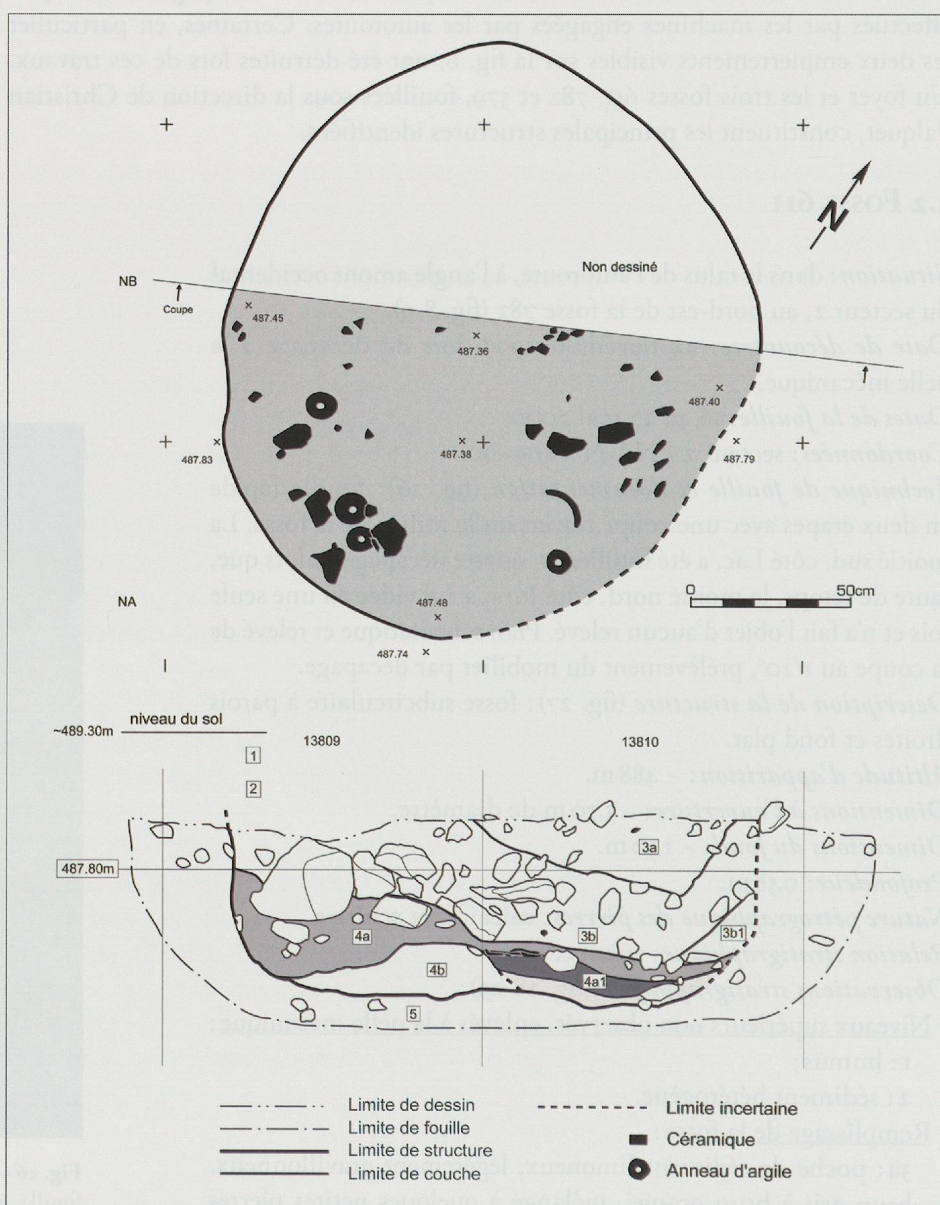 N
Non dessiné
NB
Coupe
487.45
487.36
487.40
487.83
487.38
487.79
NA
487.48
487.74
0 50cm
niveau du sol
~489.30m
13809 13810
1
2
3a
487.80m
4a
3b
3b1
4b
4a1
5
Limite de dessin
Limite de fouille
Limite de structure
Limite de couche
Limite incertaine
Céramique
Anneau d'argile